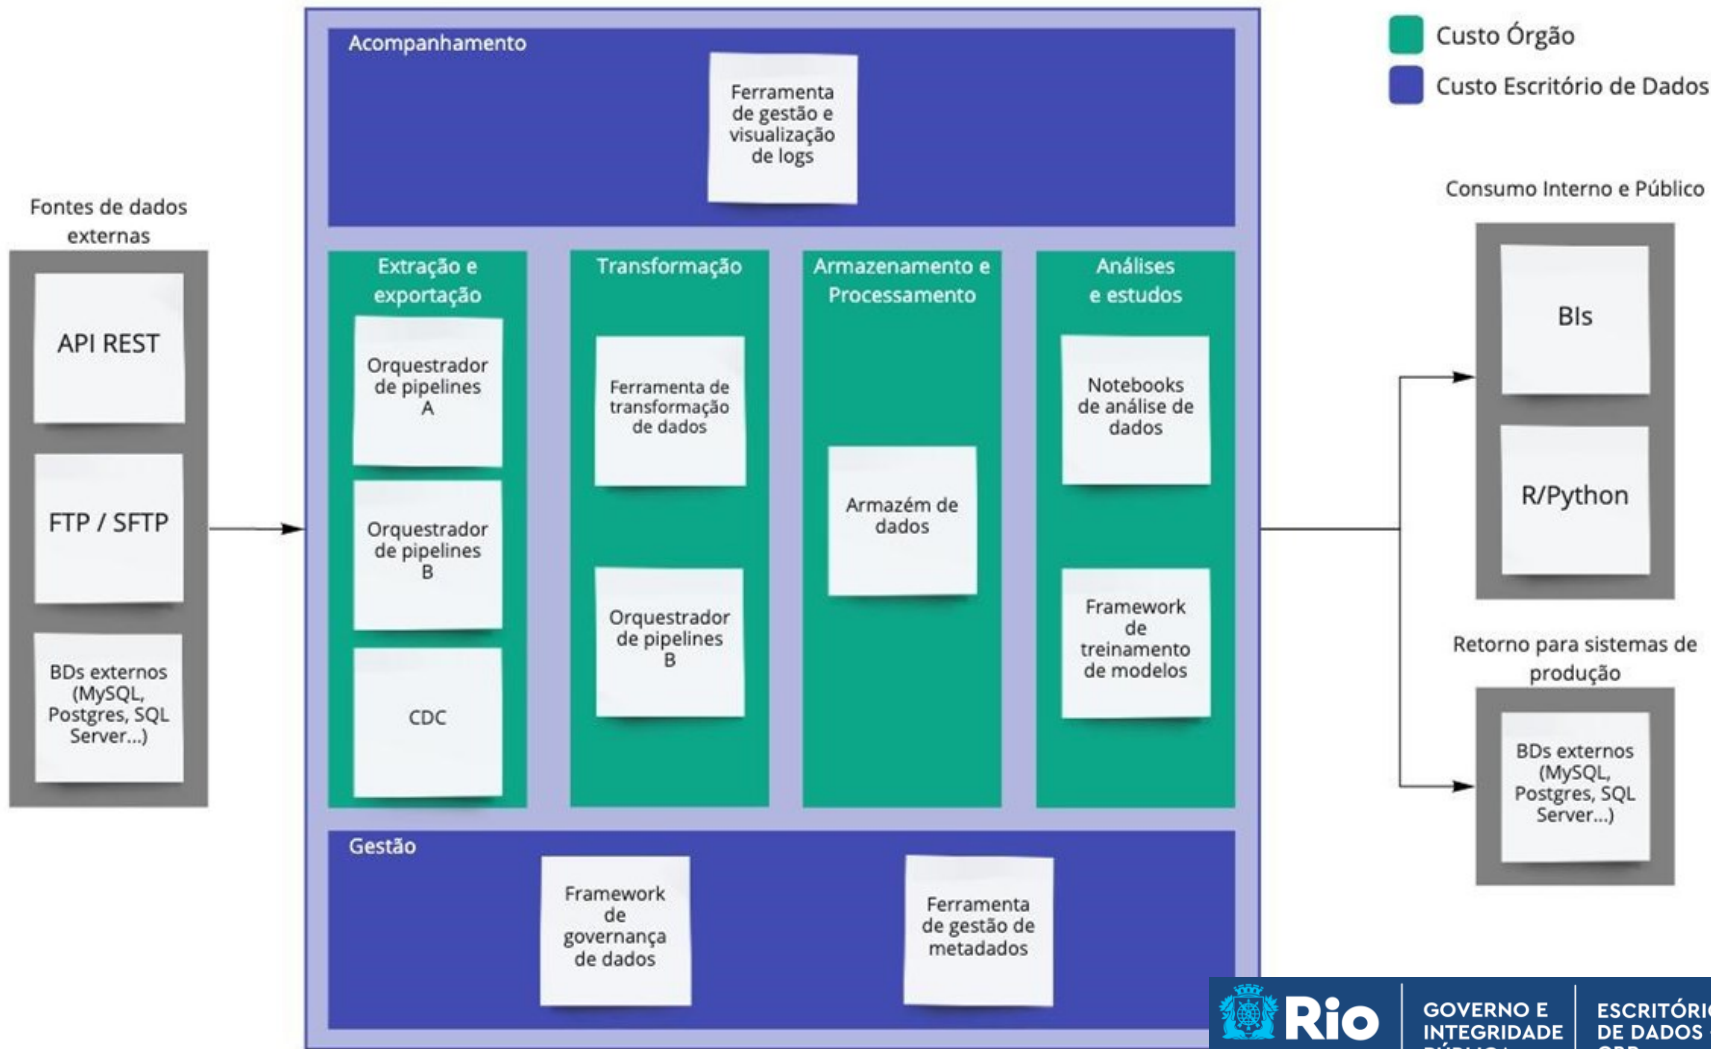 Acompanhamento
Ferramenta
de gestão e
visualização
de logs
Custo Órgão
Custo Escritório de Dados
Fontes de dados
externas
API REST
FTP / SFTP
BDs externos
(MySQL,
Postgres, SQL
Server...)
Extração e
exportação
Orquestrador
de pipelines
A
Orquestrador
de pipelines
B
CDC
Transformação
Ferramenta de
transformação
de dados
Orquestrador
de pipelines
B
Armazenamento e
Processamento
Armazém de
dados
Análises
e estudos
Notebooks
de análise de
dados
Framework
de
treinamento
de modelos
Consumo Interno e Público
BIs
R/Python
Retorno para sistemas de
produção
BDs externos
(MySQL,
Postgres, SQL
Server...)
Gestão
Framework
de
governança
de dados
Ferramenta
de gestão de
metadados
Rio
GOVERNO E
INTEGRIDADE
ESCRITÓRIO
DE DADOS